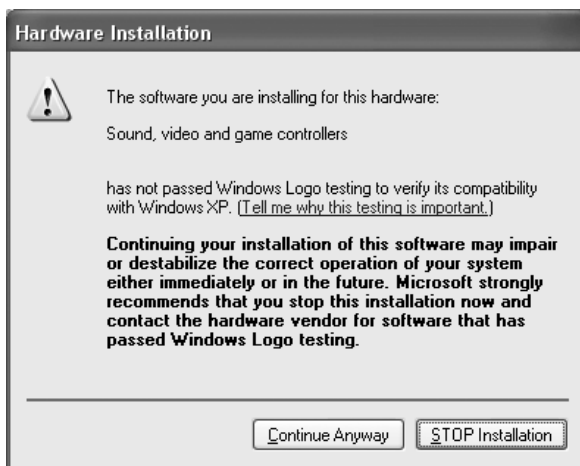 Hardware Installation
The software you are installing for this hardware:
Sound, video and game controllers
has not passed Windows Logo testing to verify its compatibility
with Windows XP. (Tell me why this testing is important.)
Continuing your installation of this software may impair
or destabilize the correct operation of your system
either immediately or in the future. Microsoft strongly
recommends that you stop this installation now and
contact the hardware vendor for software that has
passed Windows Logo testing.
Continue Anyway
STOP Installation